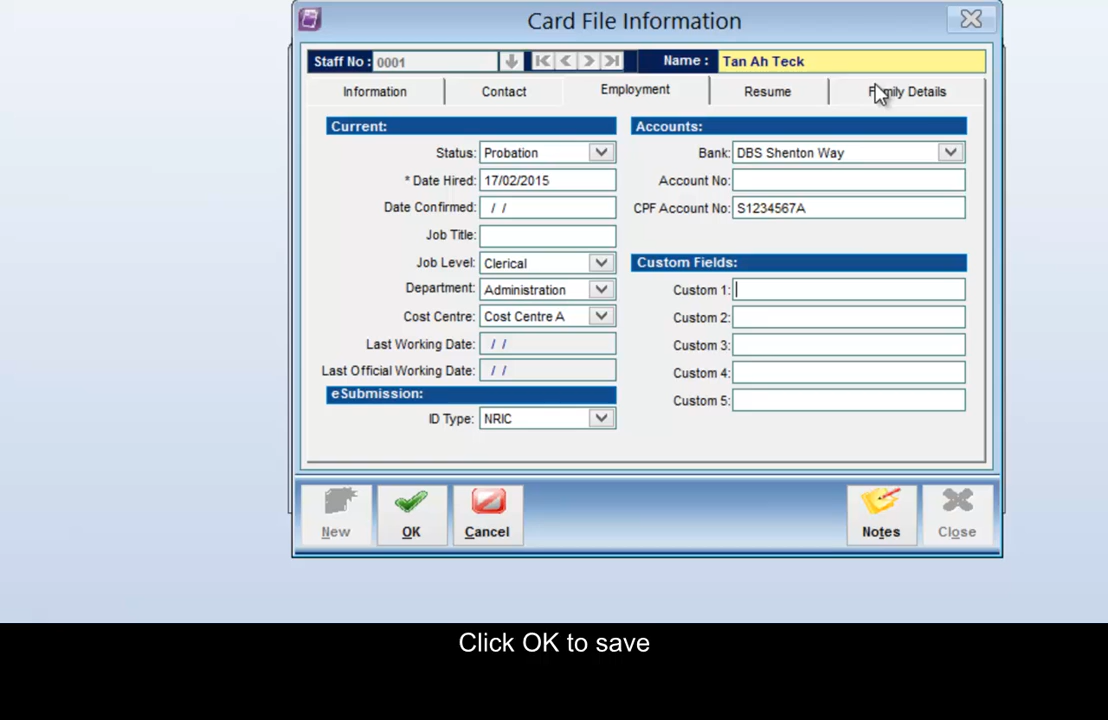 Card File Information
Staff No : 0001 Name : Tan Ah Teck
Information Contact Employment Resume Family Details
Current:
Status: Probation
* Date Hired: 17/02/2015
Date Confirmed: / /
Job Title:
Job Level: Clerical
Department: Administration
Cost Centre: Cost Centre A
Last Working Date: / /
Last Official Working Date: / /
eSubmission:
ID Type: NRIC
Accounts:
Bank: DBS Shenton Way
Account No:
CPF Account No: S1234567A
Custom Fields:
Custom 1:
Custom 2:
Custom 3:
Custom 4:
Custom 5:
New OK Cancel Notes Close
Click OK to save